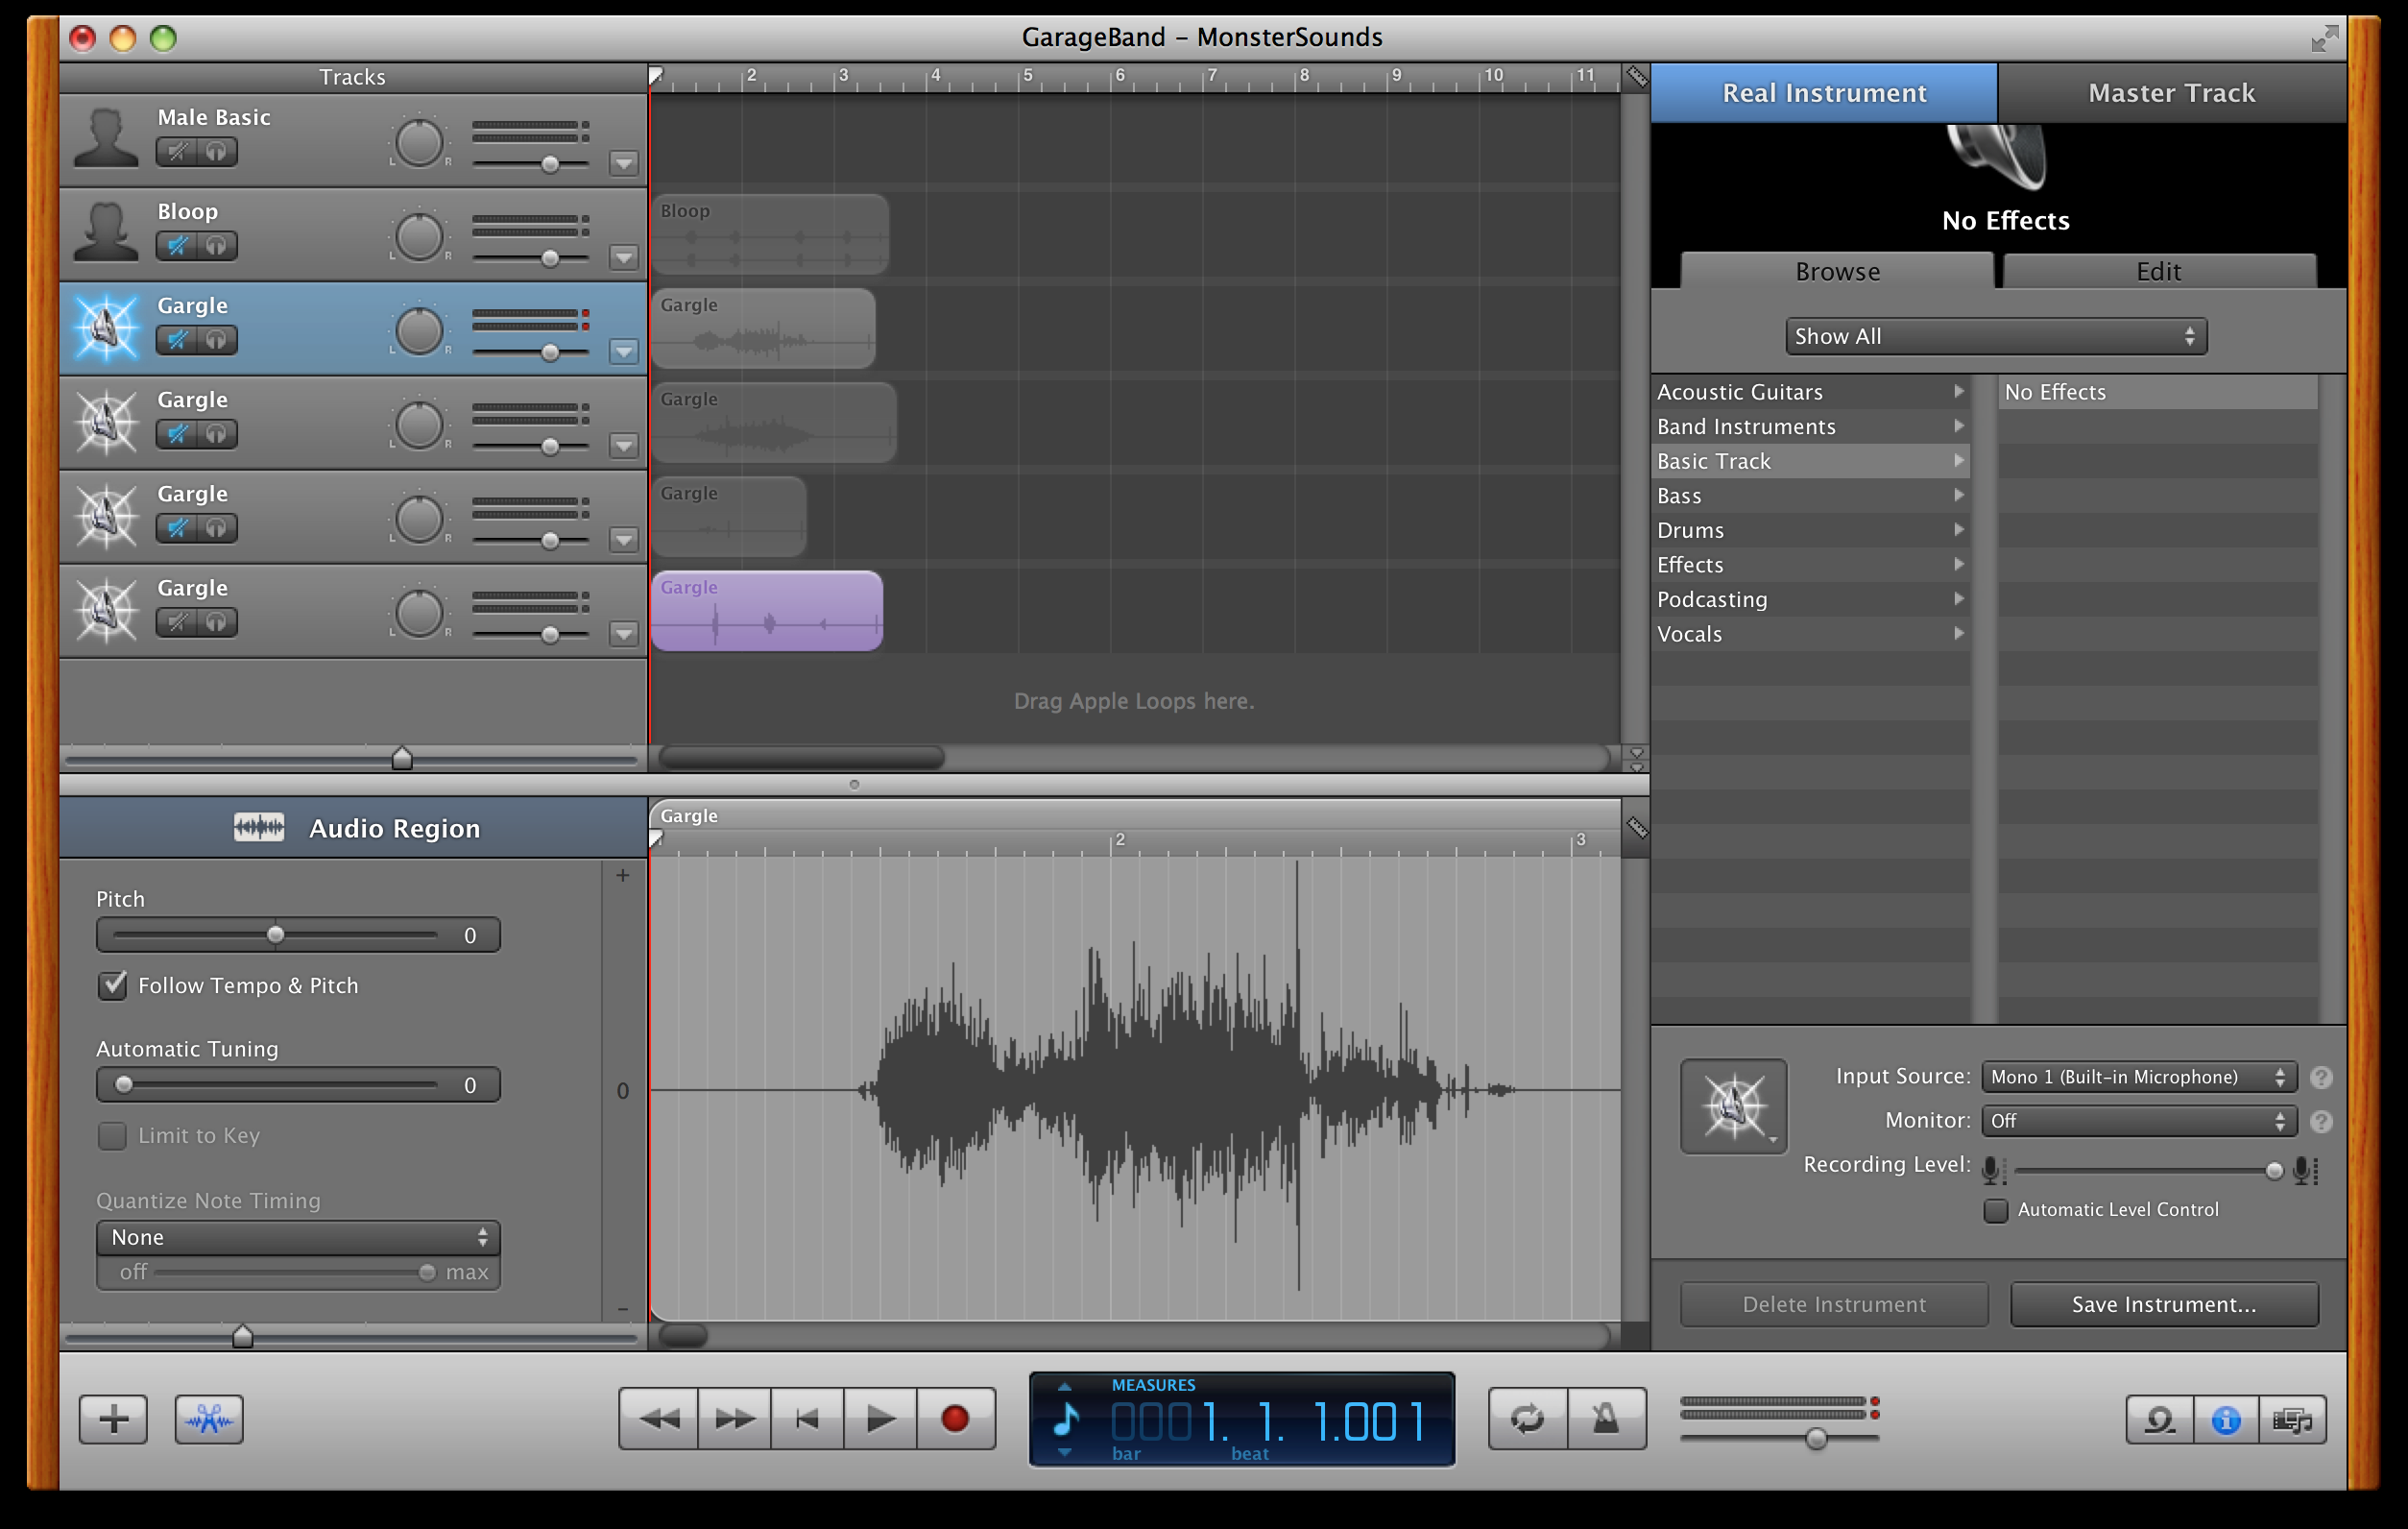 GarageBand – MonsterSounds
Tracks
2 3 4 5 6 7 8 9 10 11
Real Instrument
Master Track
Male Basic
L R
Bloop
L R
Bloop
No Effects
Browse
Edit
Gargle
L R
Gargle
Show All
Gargle
L R
Gargle
Acoustic Guitars
Band Instruments
Basic Track
Bass
Drums
Effects
Podcasting
Vocals
No Effects
Gargle
L R
Gargle
Gargle
L R
Gargle
Drag Apple Loops here.
Audio Region
Gargle
2 3
Pitch
0
Follow Tempo & Pitch
Automatic Tuning
0
Limit to Key
Quantize Note Timing
None
off max
+
0
–
Input Source: Mono 1 (Built-in Microphone) ?
Monitor: Off ?
Recording Level:
Automatic Level Control
Delete Instrument
Save Instrument...
MEASURES
0001. 1. 1.001
bar beat